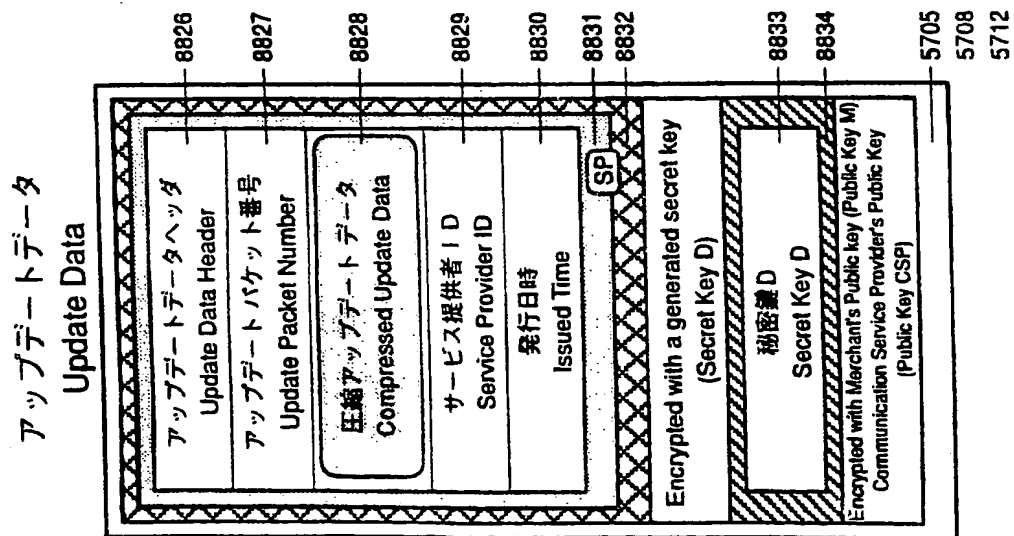 アップデートデータ
Update Data
アップデートデータヘッダ
Update Data Header
8826
アップデートパケット番号
Update Packet Number
8827
圧縮アップデートデータ
Compressed Update Data
8828
サービス提供者ID
Service Provider ID
8829
発行日時
Issued Time
8830
SP
8831
8832
Encrypted with a generated secret key
(Secret Key D)
秘密鍵D
Secret Key D
8833
8834
Encrypted with Merchant's Public key (Public Key M)
Communication Service Provider's Public Key
(Public Key CSP)
5705
5708
5712